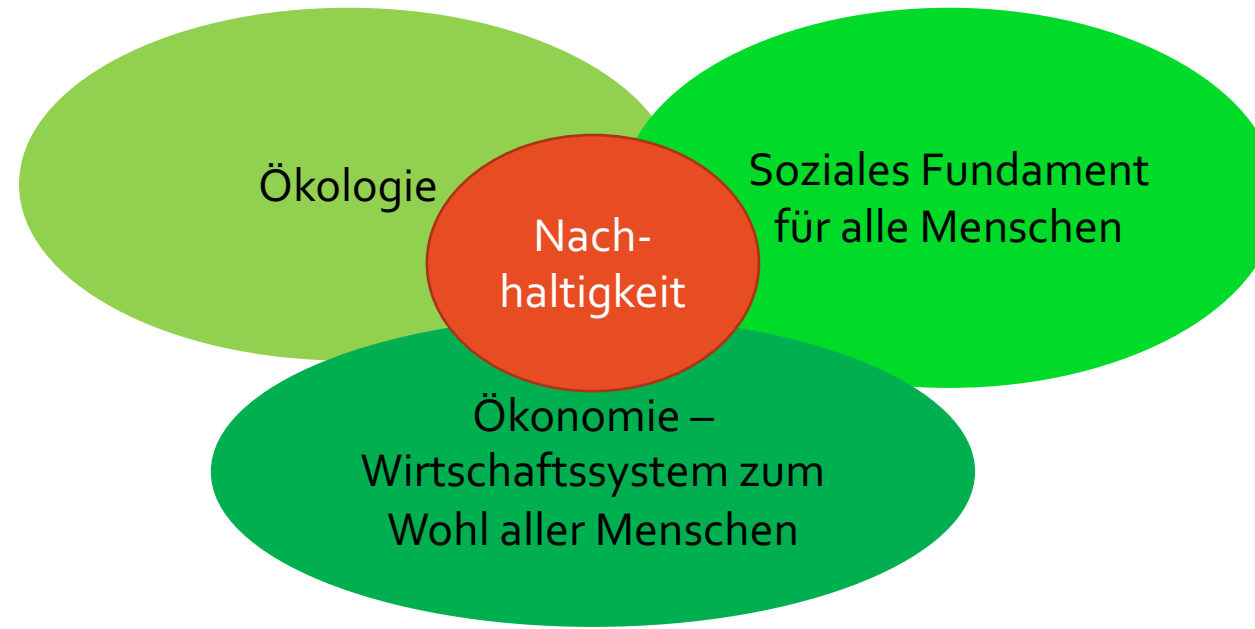 Ökologie
Soziales Fundament
für alle Menschen
Nach-
haltigkeit
Ökonomie –
Wirtschaftssystem zum
Wohl aller Menschen